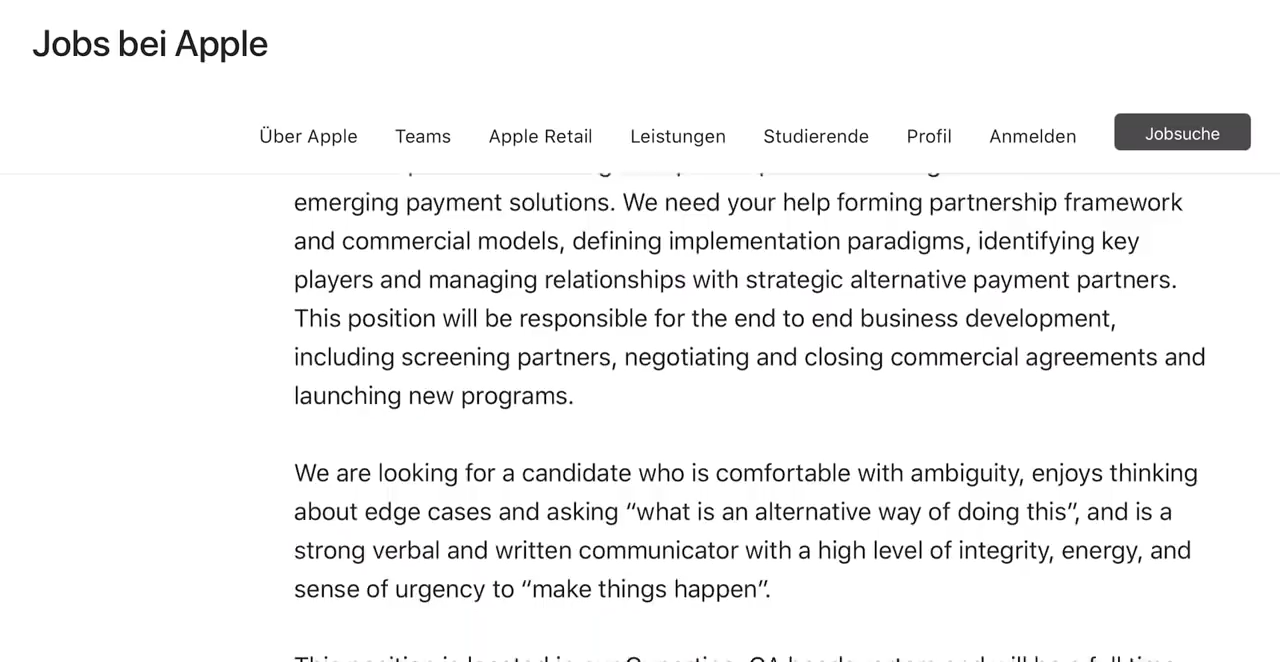 Jobs bei Apple
Über Apple Teams Apple Retail Leistungen Studierende Profil Anmelden Jobsuche
emerging payment solutions. We need your help forming partnership framework
and commercial models, defining implementation paradigms, identifying key
players and managing relationships with strategic alternative payment partners.
This position will be responsible for the end to end business development,
including screening partners, negotiating and closing commercial agreements and
launching new programs.
We are looking for a candidate who is comfortable with ambiguity, enjoys thinking
about edge cases and asking “what is an alternative way of doing this”, and is a
strong verbal and written communicator with a high level of integrity, energy, and
sense of urgency to “make things happen”.